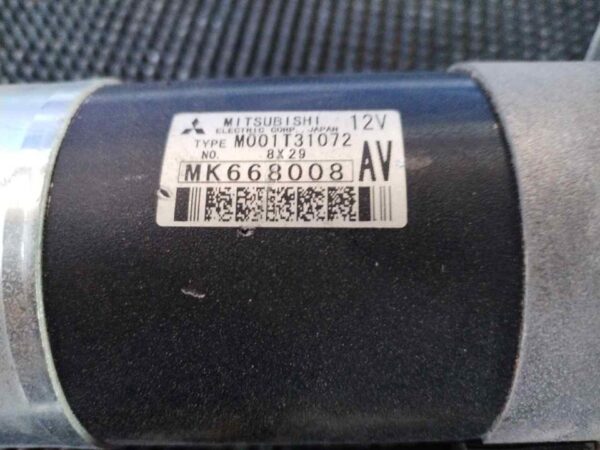 MITSUBISHI 12V
ELECTRIC CORP., JAPAN
TYPE M001T31072
NO. 8X29
MK668008 AV